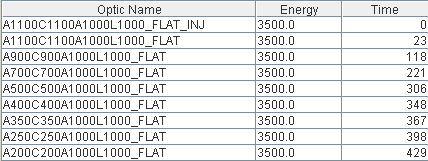 Optic Name Energy Time
A1100C1100A1000L1000_FLAT_INJ 3500.0 0
A1100C1100A1000L1000_FLAT 3500.0 23
A900C900A1000L1000_FLAT 3500.0 118
A700C700A1000L1000_FLAT 3500.0 221
A500C500A1000L1000_FLAT 3500.0 306
A400C400A1000L1000_FLAT 3500.0 348
A350C350A1000L1000_FLAT 3500.0 367
A250C250A1000L1000_FLAT 3500.0 398
A200C200A1000L1000_FLAT 3500.0 429